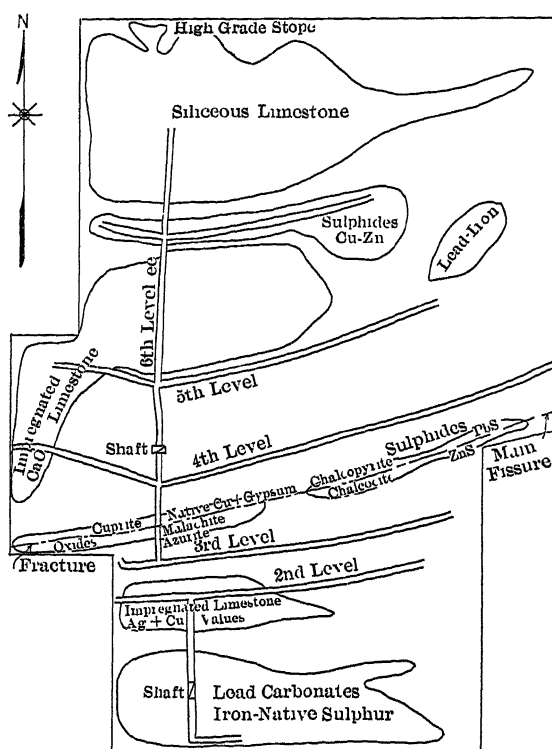 N
High Grade Stope
Siliceous Limestone
Sulphides
Cu-Zn
Lead-Iron
6th Level
5th Level
Impregnated
Limestone
CaO
Shaft
4th Level
Sulphides
PbS
ZnS
Main
Fissure
Chalcopyrite
Chalcocite
Native Cu + Gypsum
Cuprite
Malachite
Azurite
Oxides
3rd Level
Fracture
2nd Level
Impregnated Limestone
Ag + Cu Values
Shaft
Lead Carbonates
Iron-Native Sulphur